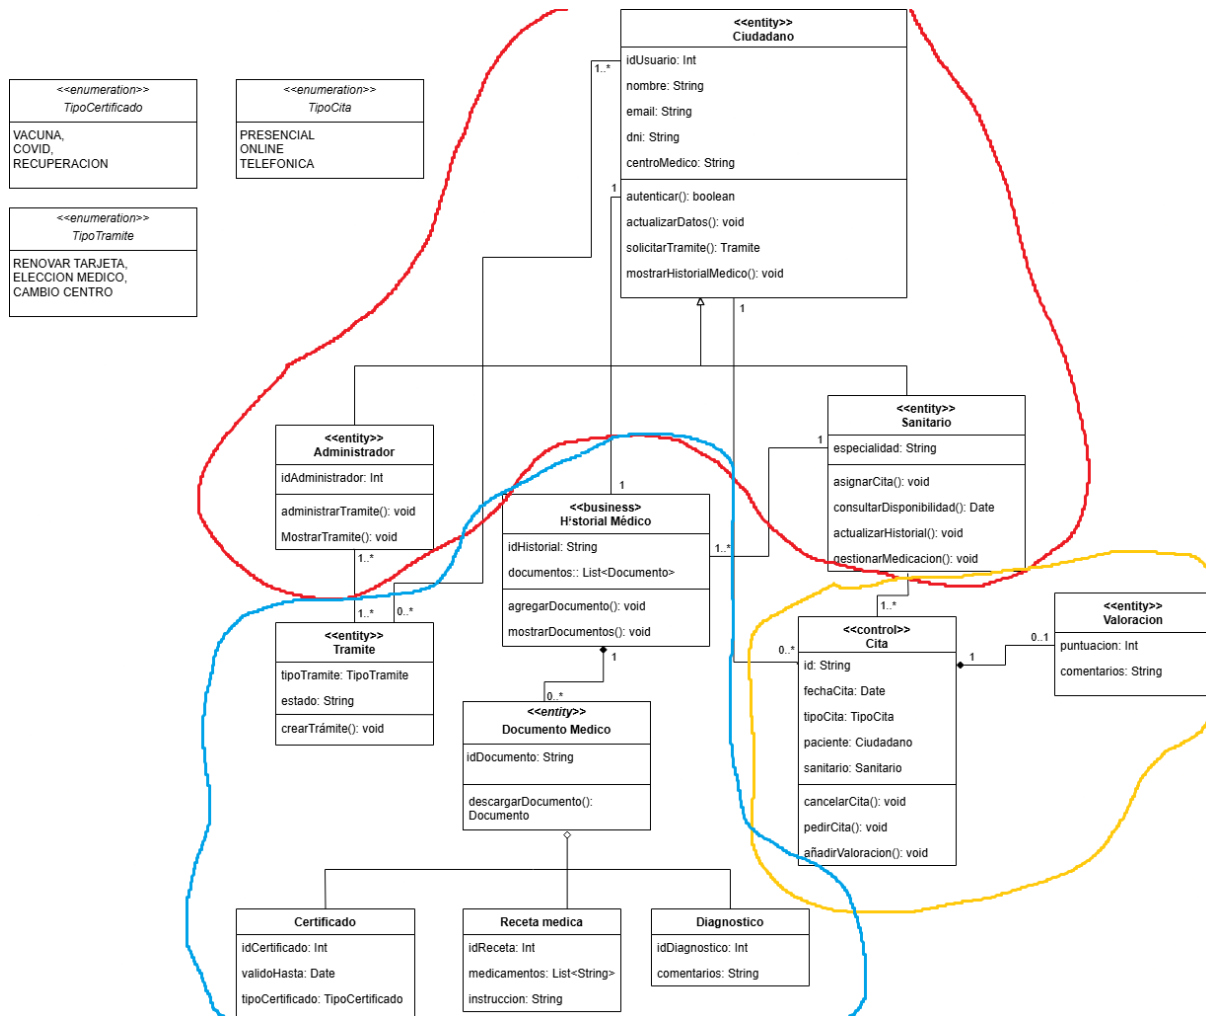 <<entity>>
Ciudadano
idUsuario: Int
nombre: String
email: String
dni: String
centroMedico: String
autenticar(): boolean
actualizarDatos(): void
solicitarTramite(): Tramite
mostrarHistorialMedico(): void
1..*
1
1
<<enumeration>>
TipoCertificado
VACUNA,
COVID,
RECUPERACION
<<enumeration>>
TipoCita
PRESENCIAL
ONLINE
TELEFONICA
<<enumeration>>
TipoTramite
RENOVAR TARJETA,
ELECCION MEDICO,
CAMBIO CENTRO
<<entity>>
Administrador
idAdministrador: Int
administrarTramite(): void
MostrarTramite(): void
1..*
1..*
0..*
<<entity>>
Sanitario
especialidad: String
asignarCita(): void
consultarDisponibilidad(): Date
actualizarHistorial(): void
gestionarMedicacion(): void
1
1..*
1..*
1
<<business>
Historial Médico
idHistorial: String
documentos:: List<Documento>
agregarDocumento(): void
mostrarDocumentos(): void
1
0..*
<<entity>>
Tramite
tipoTramite: TipoTramite
estado: String
crearTrámite(): void
<<entity>>
Documento Medico
idDocumento: String
descargarDocumento():
Documento
<<control>>
Cita
id: String
fechaCita: Date
tipoCita: TipoCita
paciente: Ciudadano
sanitario: Sanitario
cancelarCita(): void
pedirCita(): void
añadirValoracion(): void
0..*
1
0..1
<<entity>>
Valoracion
puntuacion: Int
comentarios: String
Certificado
idCertificado: Int
validoHasta: Date
tipoCertificado: TipoCertificado
Receta medica
idReceta: Int
medicamentos: List<String>
instruccion: String
Diagnostico
idDiagnostico: Int
comentarios: String